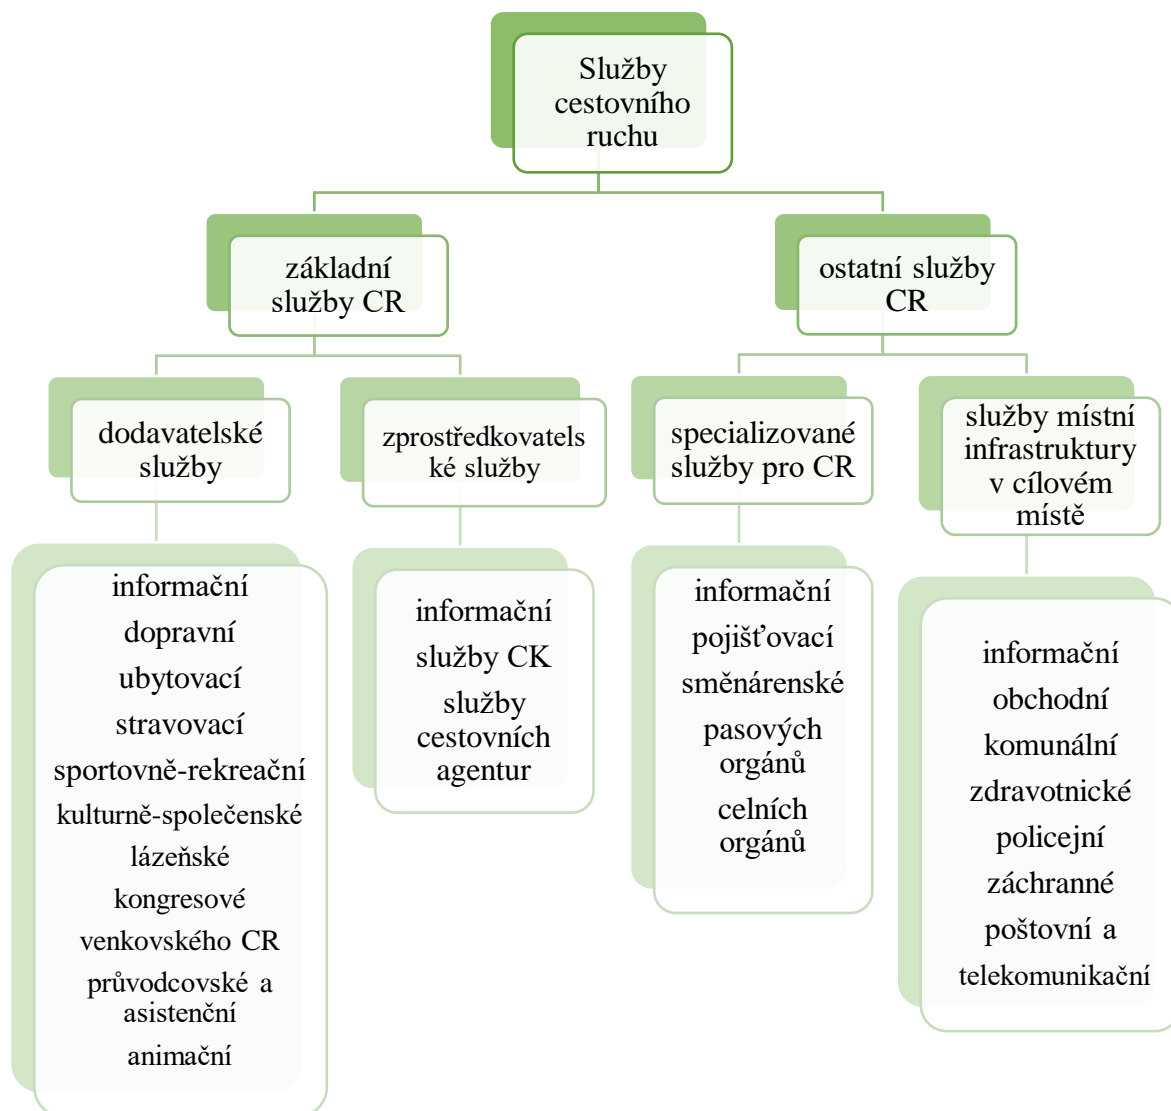 Služby
cestovního
ruchu
základní
služby CR
ostatní služby
CR
dodavatelské
služby
zprostředkovatels
ké služby
specializované
služby pro CR
služby místní
infrastruktury
v cílovém
místě
informační
dopravní
ubytovací
stravovací
sportovně-rekreační
kulturně-společenské
lázeňské
kongresové
venkovského CR
průvodcovské a
asistenční
animační
informační
služby CK
služby
cestovních
agentur
informační
pojišťovací
směnárenské
pasových
orgánů
celních
orgánů
informační
obchodní
komunální
zdravotnické
policejní
záchranné
poštovní a
telekomunikační